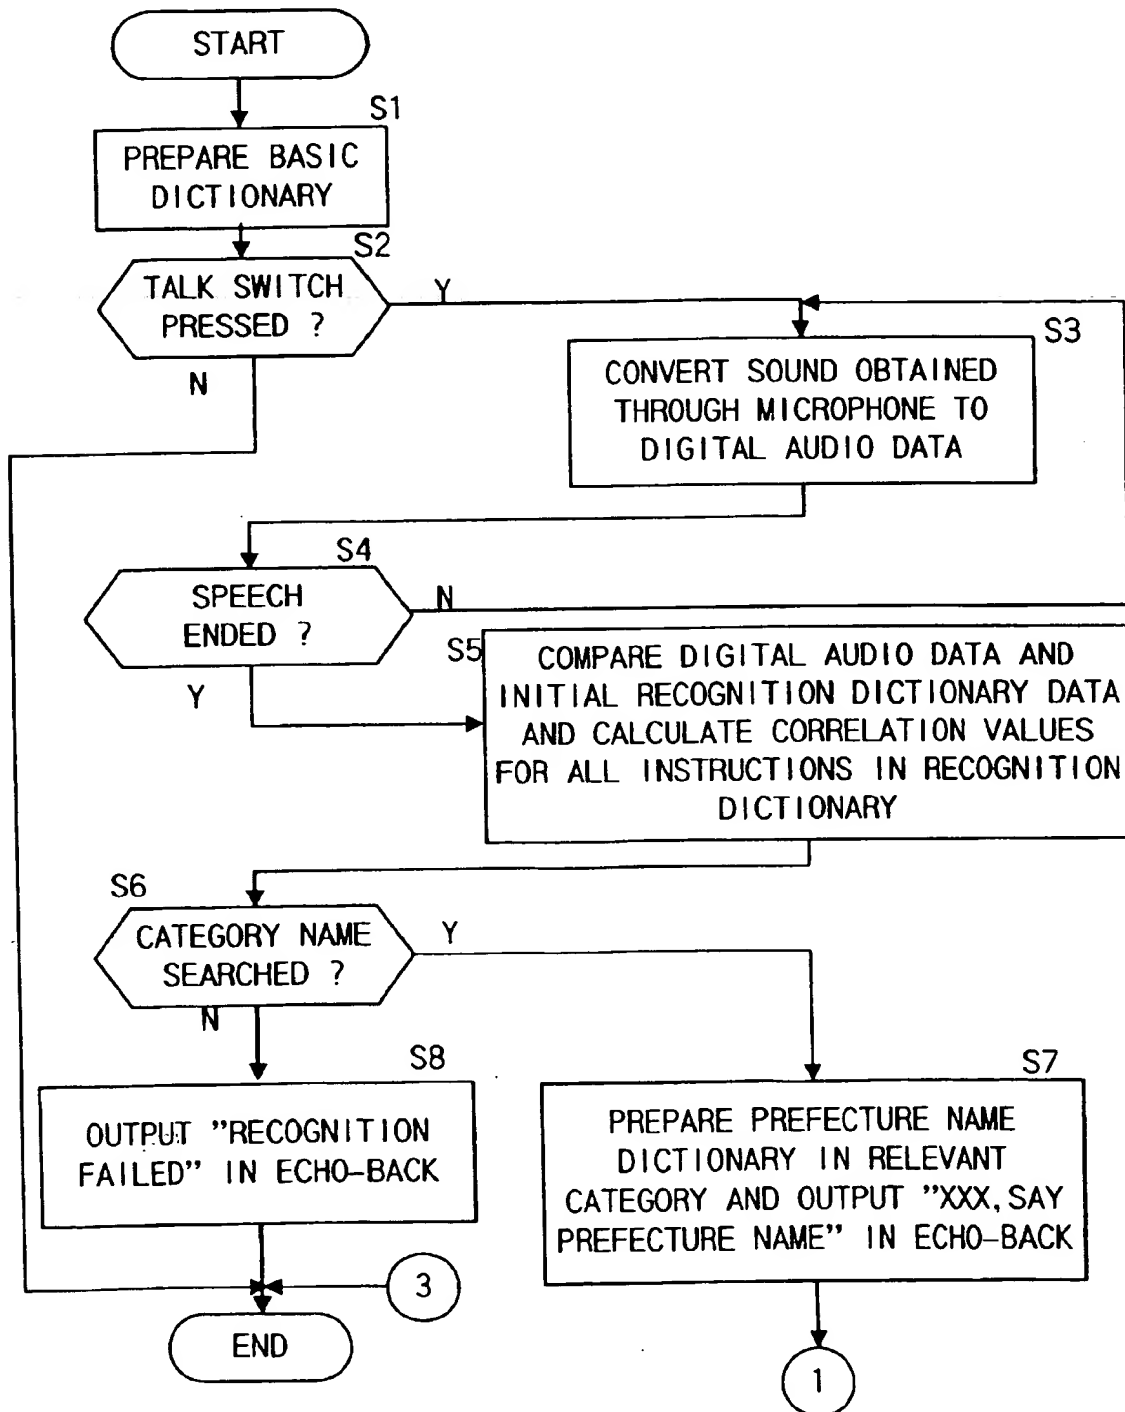 START
S1
PREPARE BASIC
DICTIONARY
S2
TALK SWITCH
PRESSED ?
Y
N
S3
CONVERT SOUND OBTAINED
THROUGH MICROPHONE TO
DIGITAL AUDIO DATA
S4
SPEECH
ENDED ?
N
Y
S5
COMPARE DIGITAL AUDIO DATA AND
INITIAL RECOGNITION DICTIONARY DATA
AND CALCULATE CORRELATION VALUES
FOR ALL INSTRUCTIONS IN RECOGNITION
DICTIONARY
S6
CATEGORY NAME
SEARCHED ?
Y
N
S8
OUTPUT "RECOGNITION
FAILED" IN ECHO-BACK
S7
PREPARE PREFECTURE NAME
DICTIONARY IN RELEVANT
CATEGORY AND OUTPUT "XXX, SAY
PREFECTURE NAME" IN ECHO-BACK
3
END
1